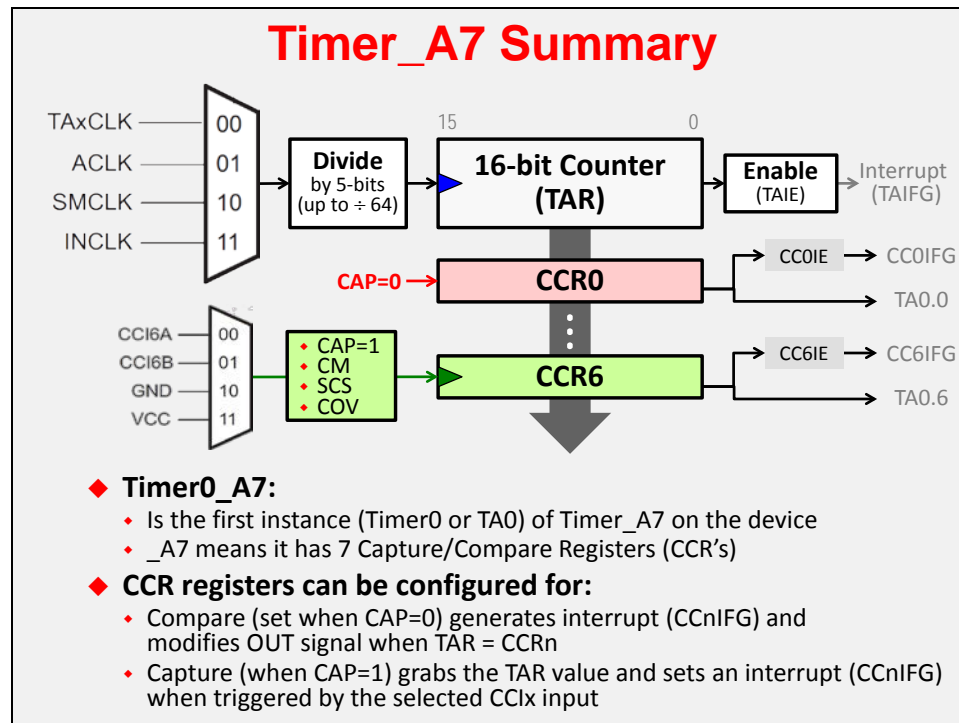 Timer_A7 Summary
TAxCLK
ACLK
SMCLK
INCLK
00
01
10
11
Divide
by 5-bits
(up to ÷ 64)
15
0
16-bit Counter
(TAR)
Enable
(TAIE)
Interrupt
(TAIFG)
CAP=0
CCR0
CC0IE
CC0IFG
TA0.0
CCI6A
CCI6B
GND
VCC
00
01
10
11
◆ CAP=1
◆ CM
◆ SCS
◆ COV
CCR6
CC6IE
CC6IFG
TA0.6
◆ Timer0_A7:
◆ Is the first instance (Timer0 or TA0) of Timer_A7 on the device
◆ _A7 means it has 7 Capture/Compare Registers (CCR's)
◆ CCR registers can be configured for:
◆ Compare (set when CAP=0) generates interrupt (CCnIFG) and
modifies OUT signal when TAR = CCRn
◆ Capture (when CAP=1) grabs the TAR value and sets an interrupt (CCnIFG)
when triggered by the selected CCIx input